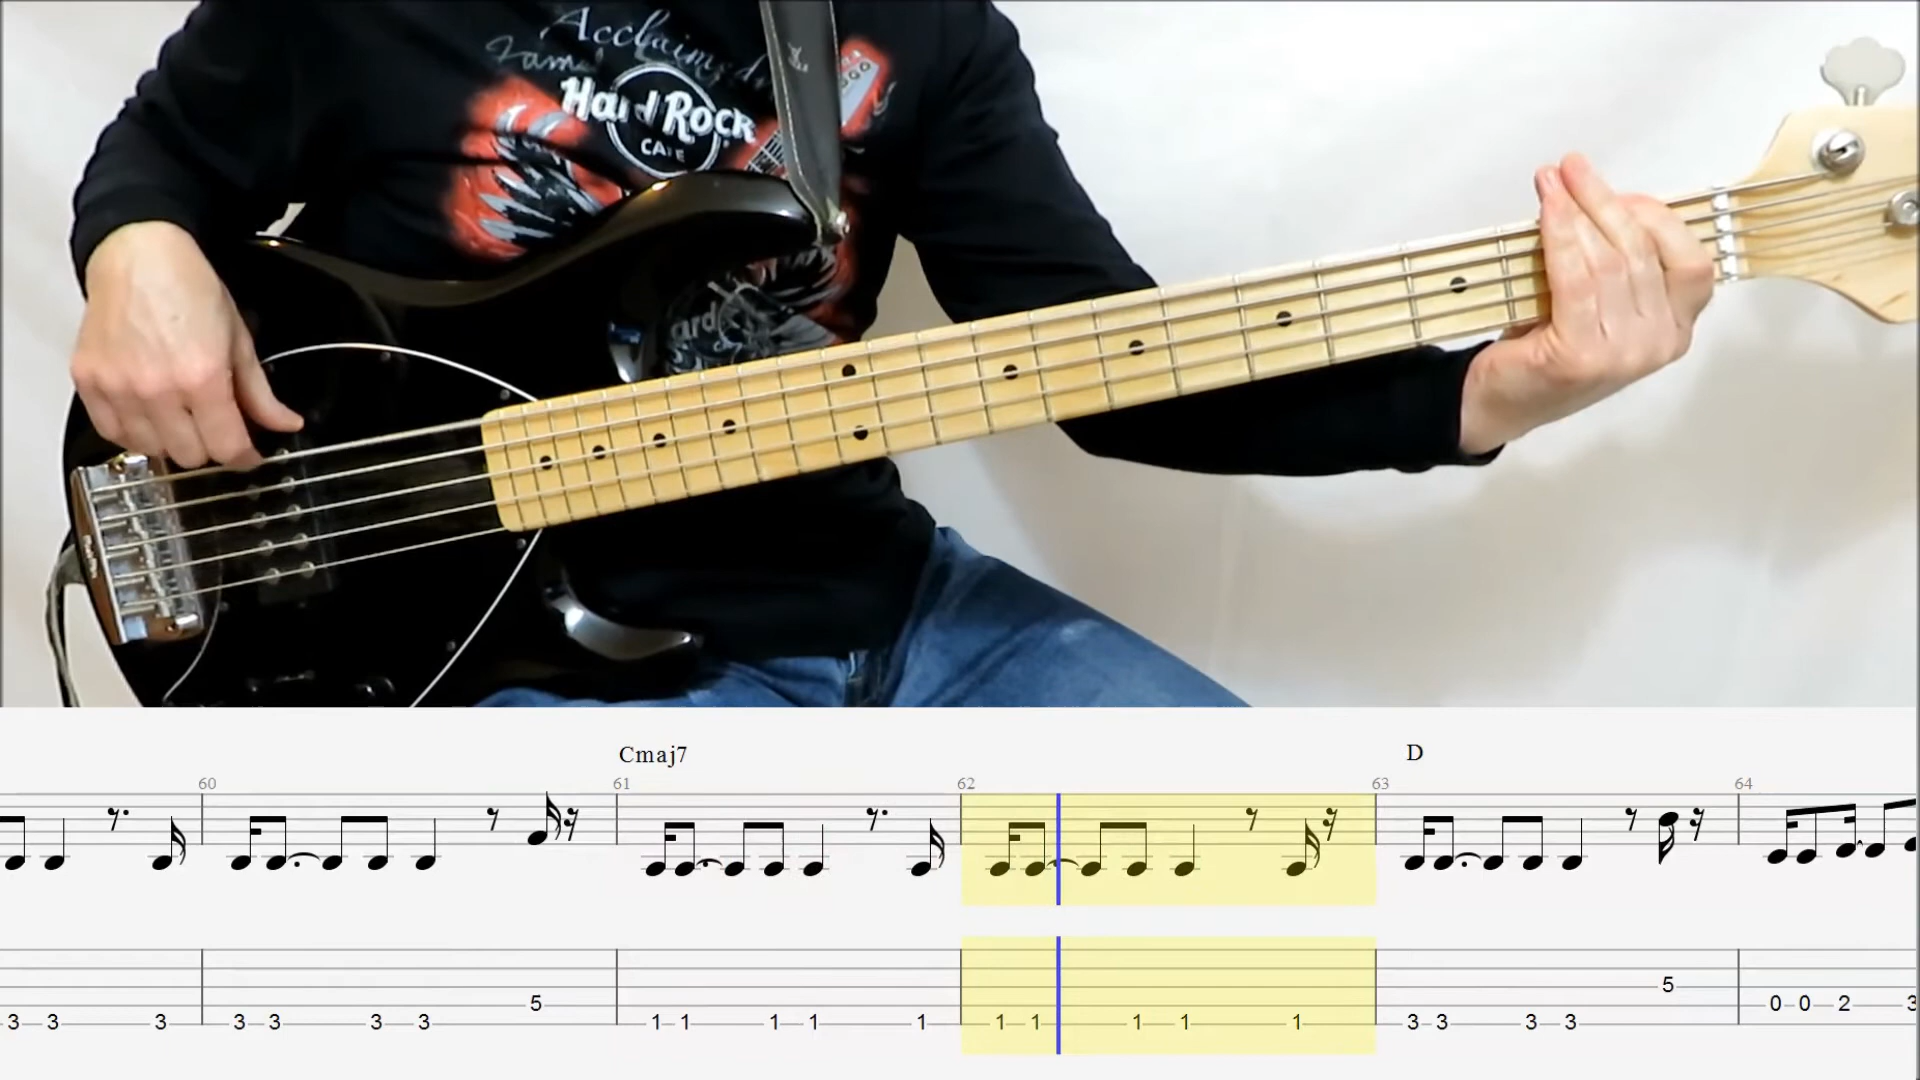 Acclaimed
Hard Rock
CAFE
ard
Cmaj7
D
60
61
62
63
64
5
5
0 0 2 3
3 3 3 3 3 3 3 1 1 1 1 1 1 1 1 1 1 3 3 3 3